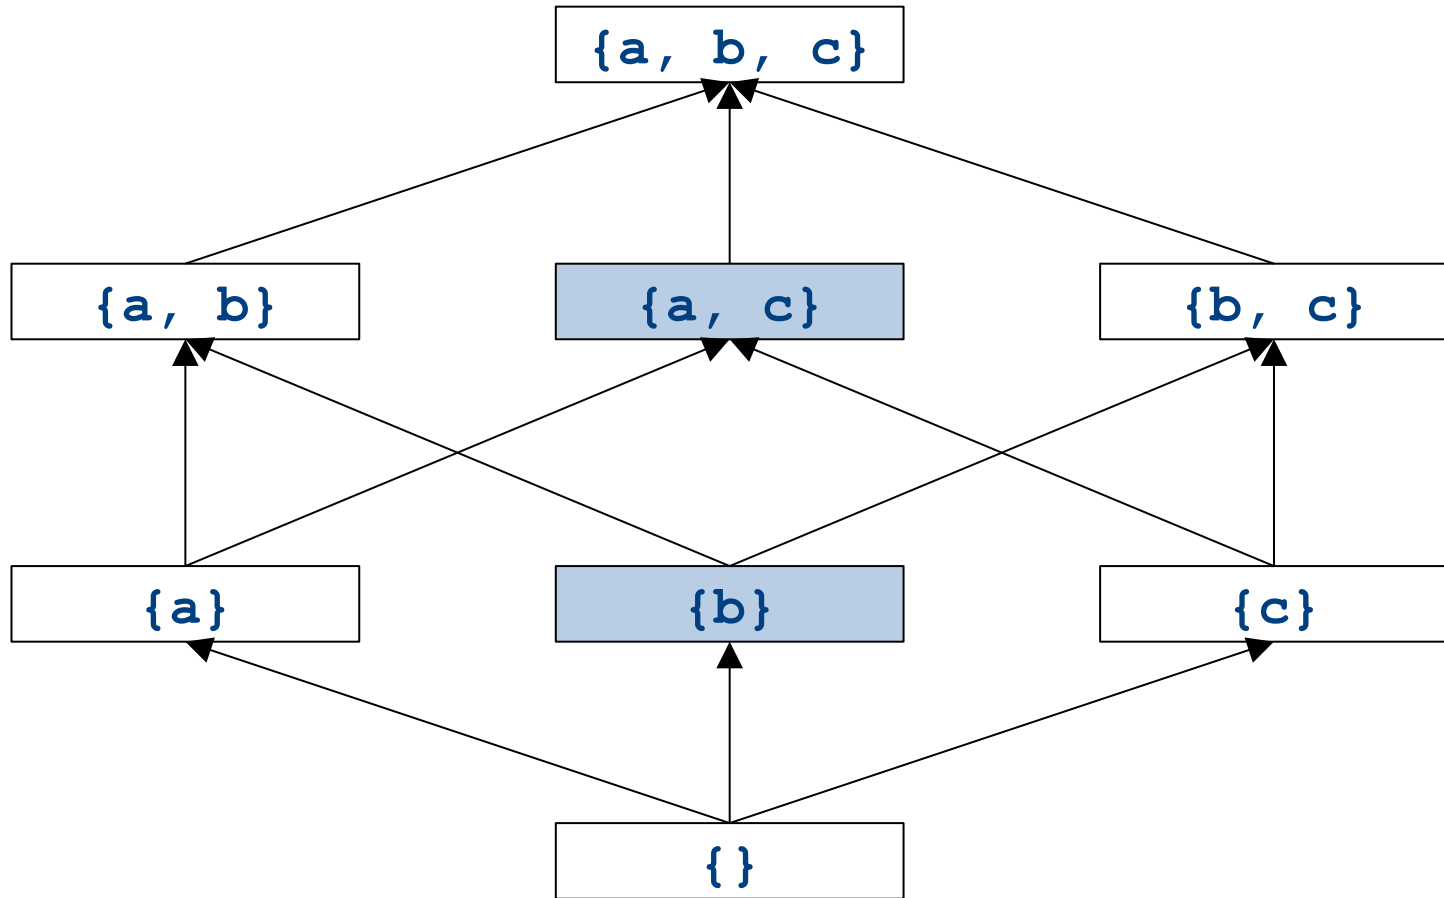 {a, b, c}
{a, b}
{a, c}
{b, c}
{a}
{b}
{c}
{}